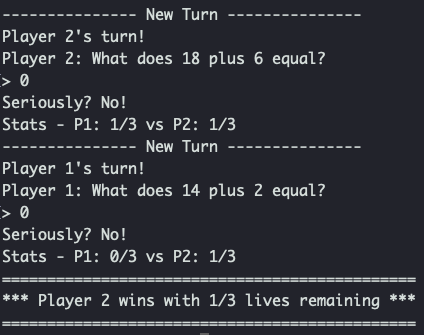 --------------- New Turn ---------------
Player 2's turn!
Player 2: What does 18 plus 6 equal?
> 0
Seriously? No!
Stats - P1: 1/3 vs P2: 1/3
--------------- New Turn ---------------
Player 1's turn!
Player 1: What does 14 plus 2 equal?
> 0
Seriously? No!
Stats - P1: 0/3 vs P2: 1/3
==============================================
*** Player 2 wins with 1/3 lives remaining ***
==============================================